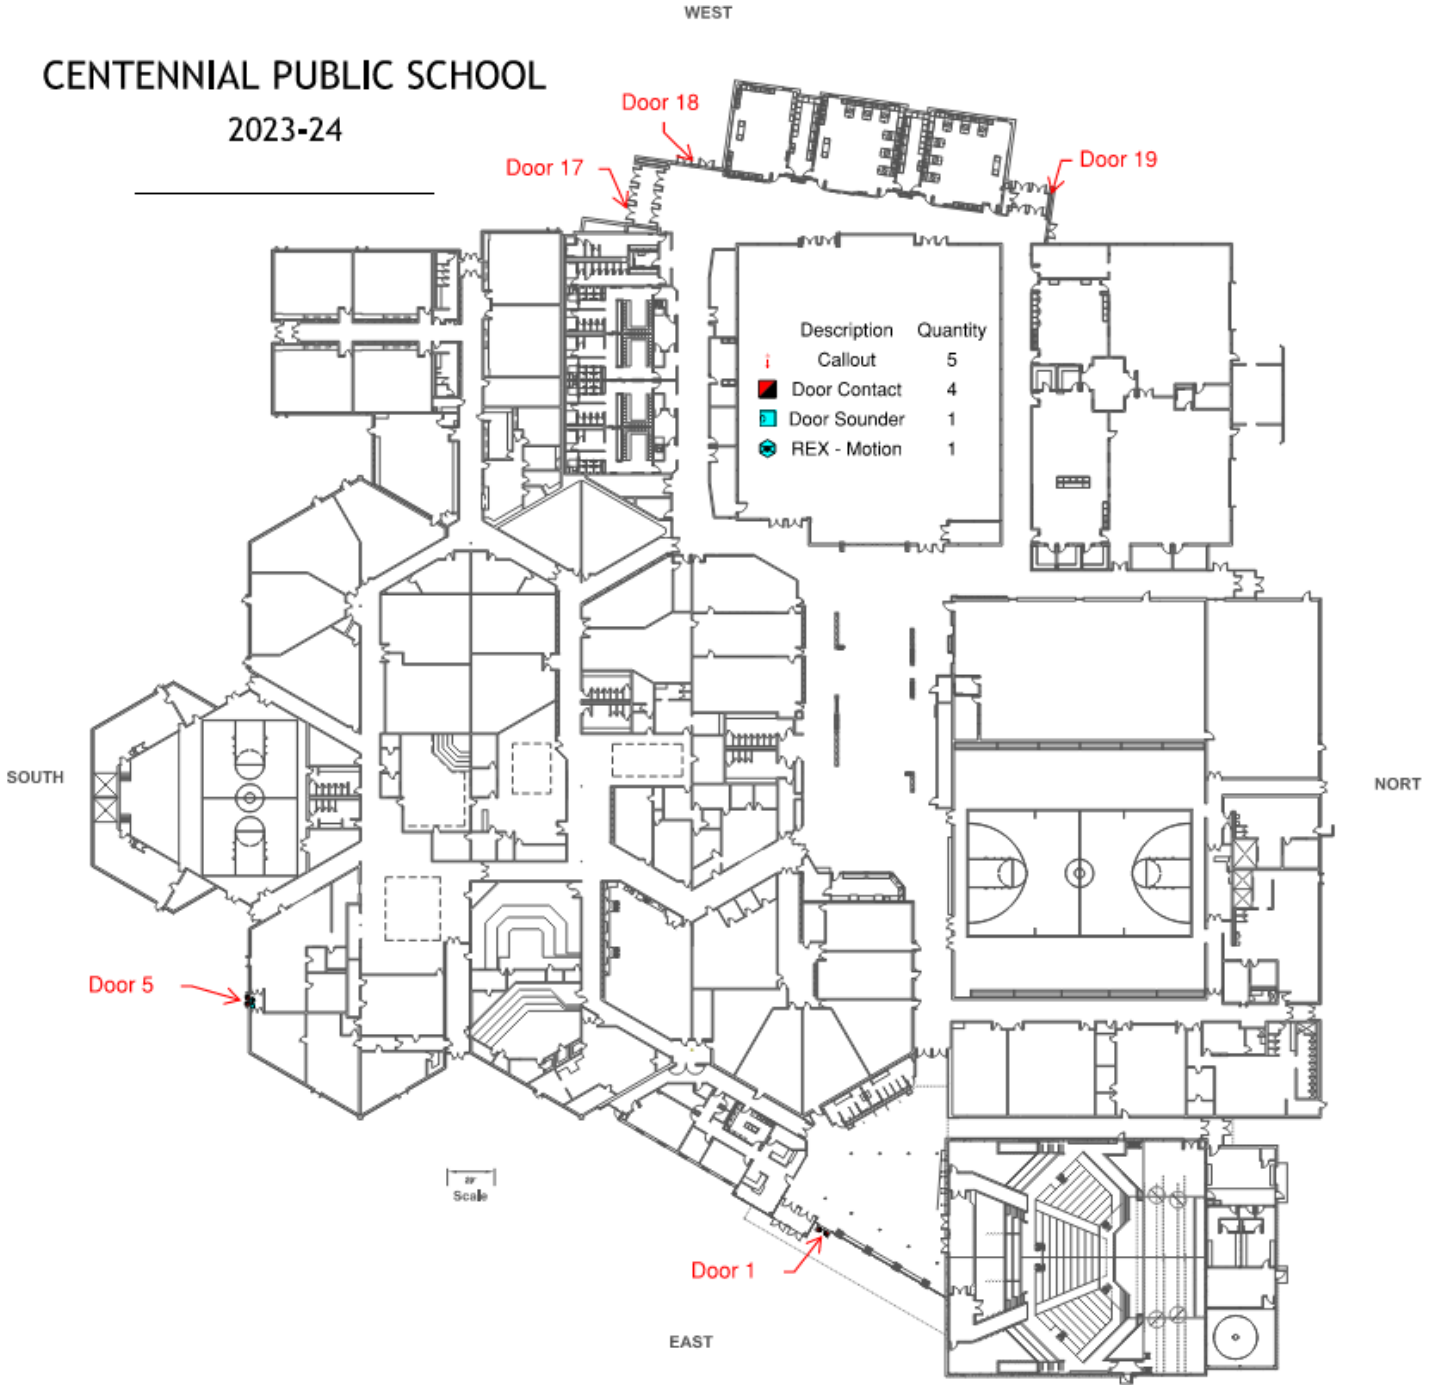 WEST
CENTENNIAL PUBLIC SCHOOL
2023-24
Door 18
Door 17
Door 19
Description Quantity
Callout 5
Door Contact 4
Door Sounder 1
REX - Motion 1
SOUTH
NORT
Door 5
Scale
Door 1
EAST